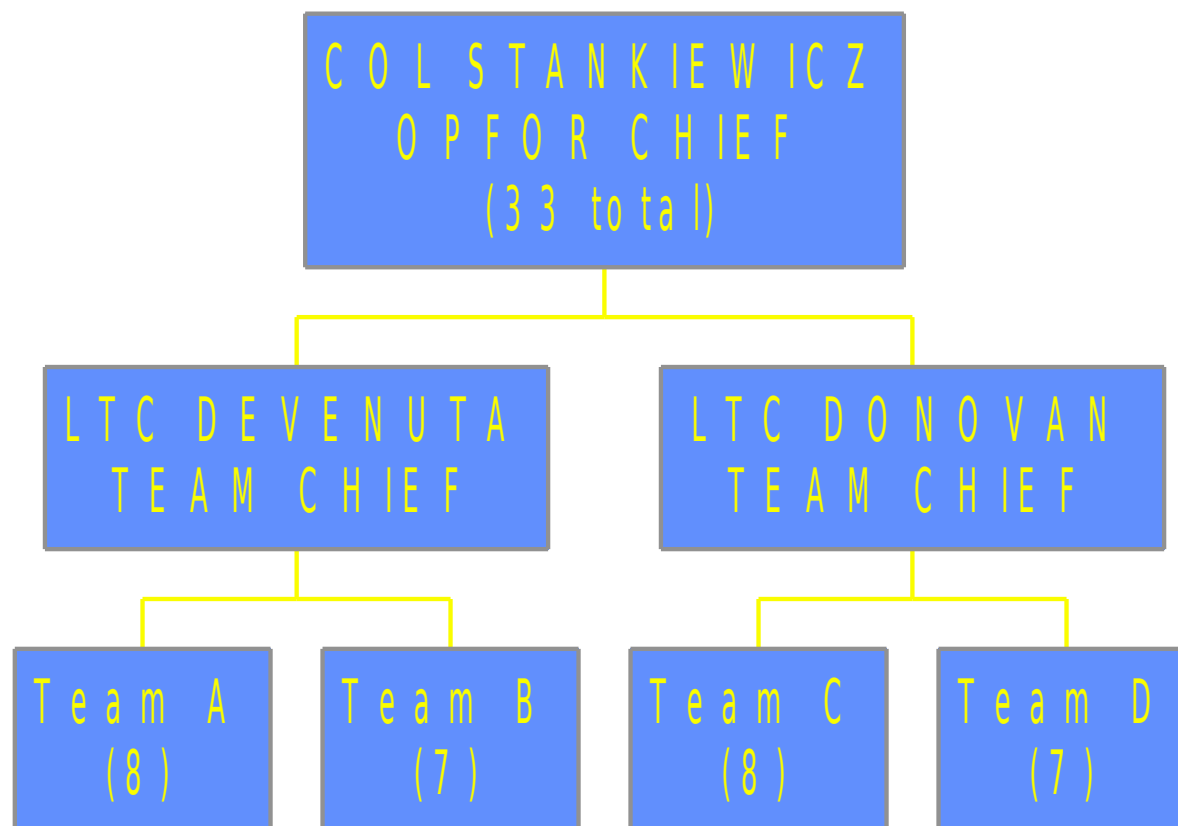 COL STANKIEWICZ
OPFOR CHIEF
(33 total)
LTC DEVENUTA
TEAM CHIEF
LTC DONOVAN
TEAM CHIEF
Team A
(8)
Team B
(7)
Team C
(8)
Team D
(7)